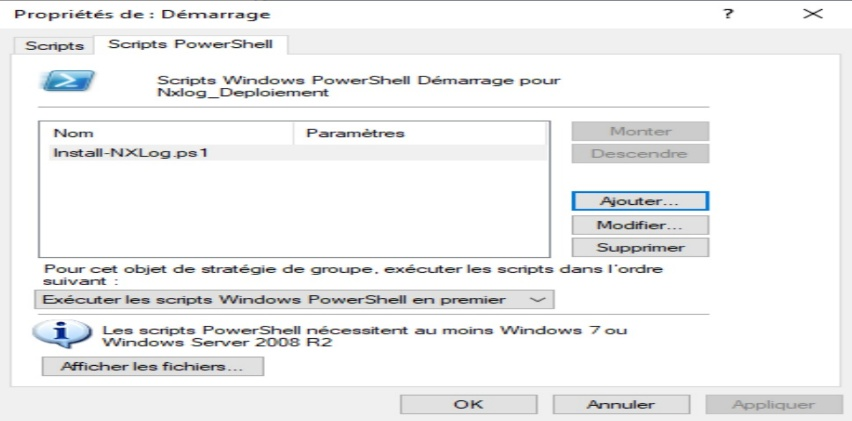 Propriétés de : Démarrage
?
Scripts
Scripts PowerShell
Scripts Windows PowerShell Démarrage pour
Nxlog_Deploiement
Nom
Paramètres
Install-NXLog.ps1
Monter
Descendre
Ajouter...
Modifier...
Supprimer
Pour cet objet de stratégie de groupe, exécuter les scripts dans l'ordre
suivant :
Exécuter les scripts Windows PowerShell en premier
Les scripts PowerShell nécessitent au moins Windows 7 ou
Windows Server 2008 R2
Afficher les fichiers...
OK
Annuler
Appliquer